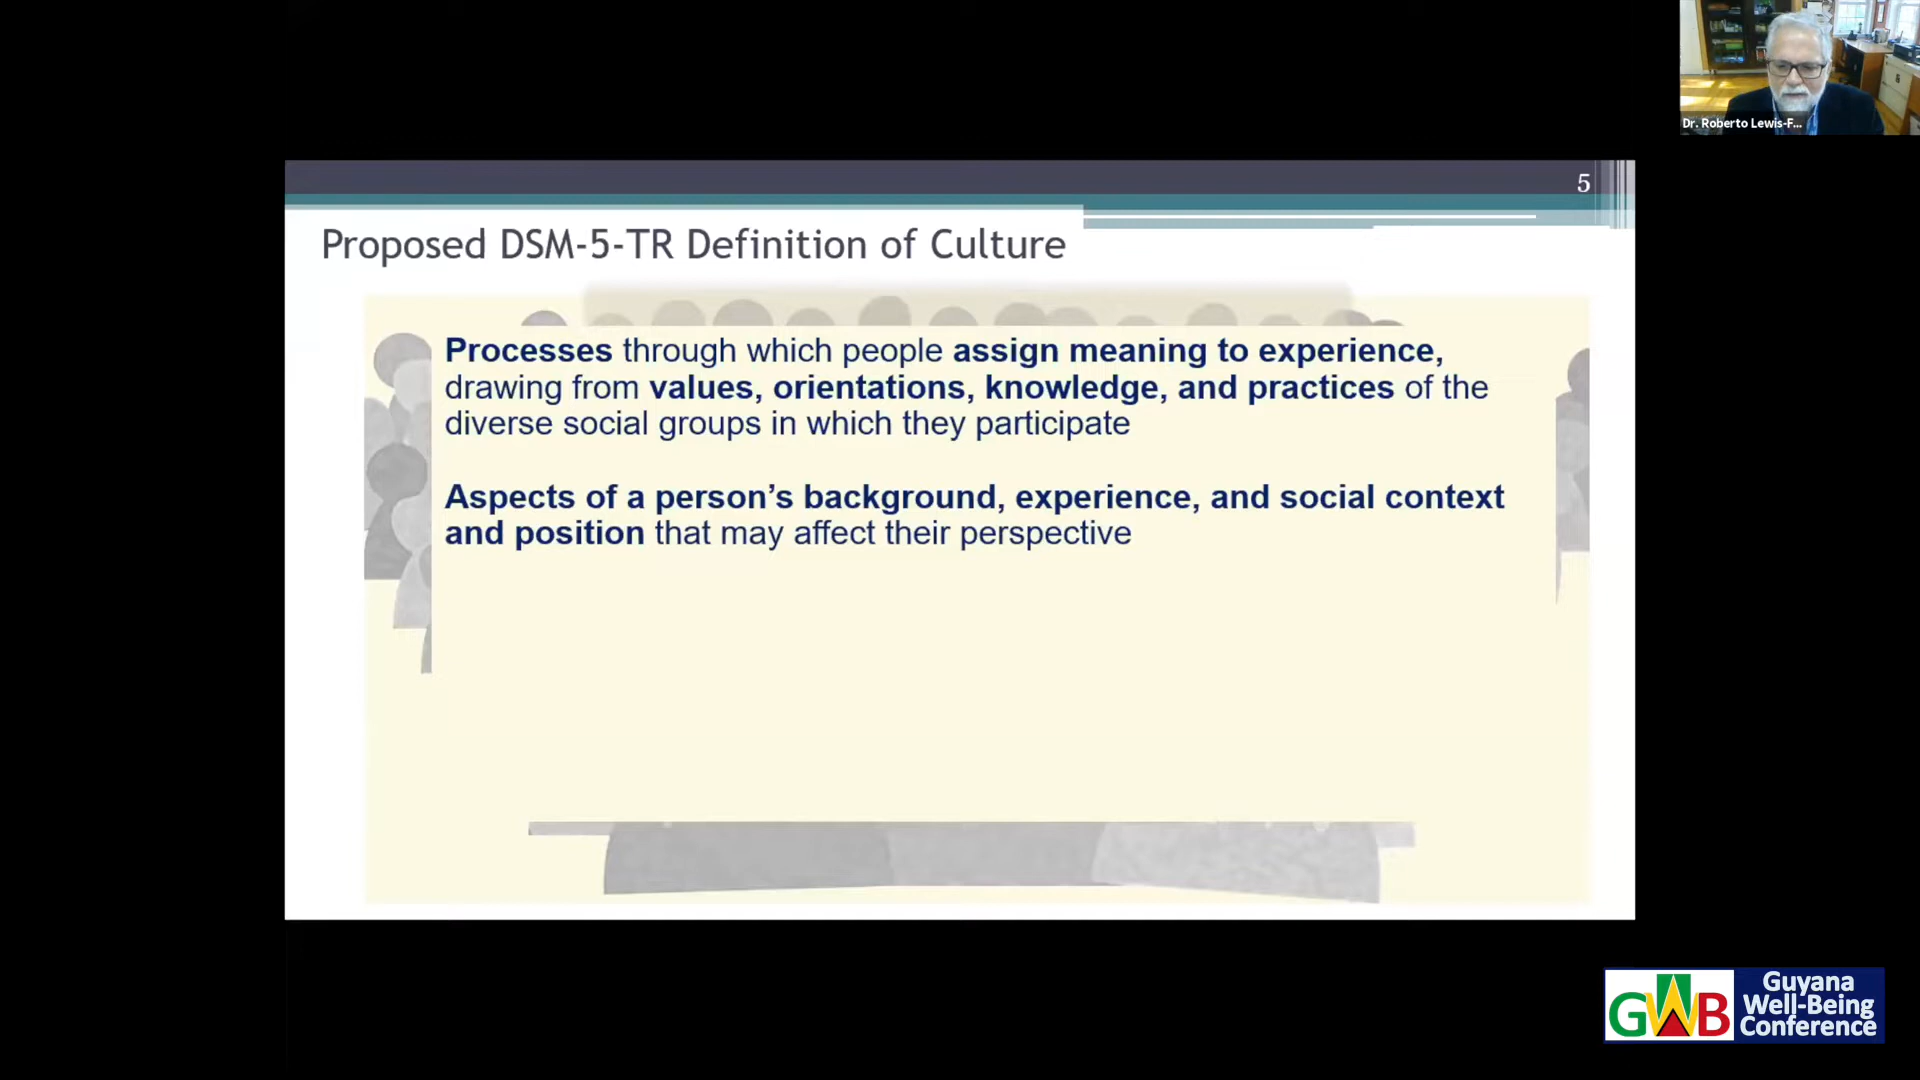 Dr. Roberto Lewis-F...
5
Proposed DSM-5-TR Definition of Culture
Processes through which people assign meaning to experience,
drawing from values, orientations, knowledge, and practices of the
diverse social groups in which they participate
Aspects of a person’s background, experience, and social context
and position that may affect their perspective
GWB
Guyana
Well-Being
Conference